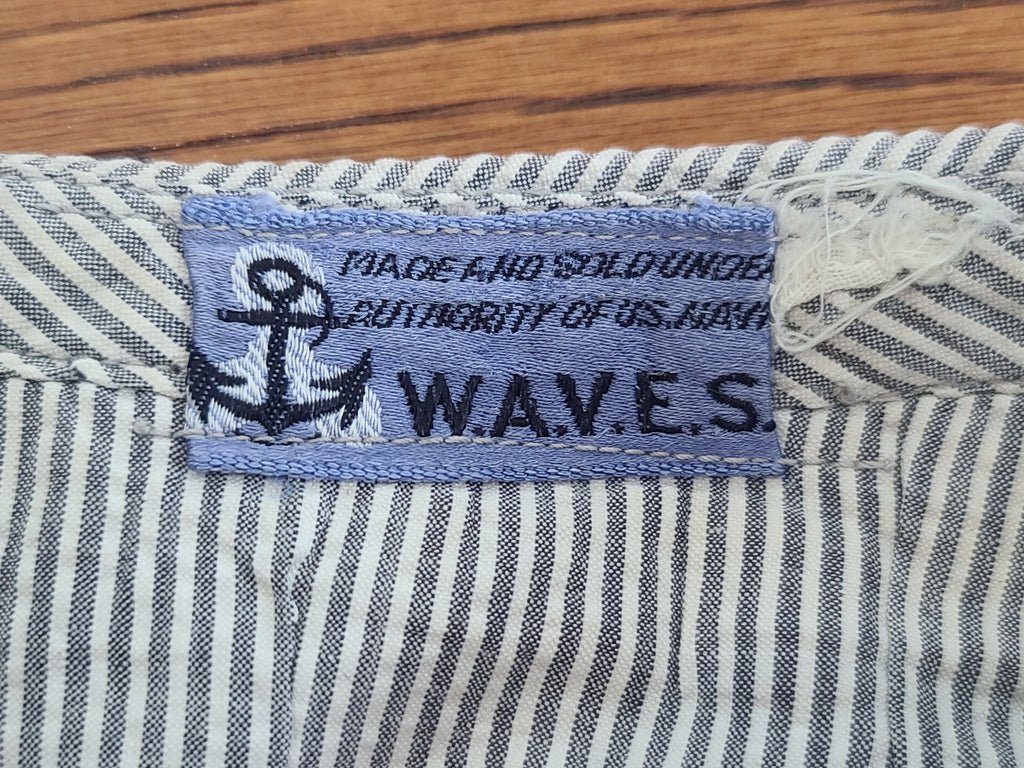 MADE AND SOLD UNDER
AUTHORITY OF U.S. NAVY
W.A.V.E.S.